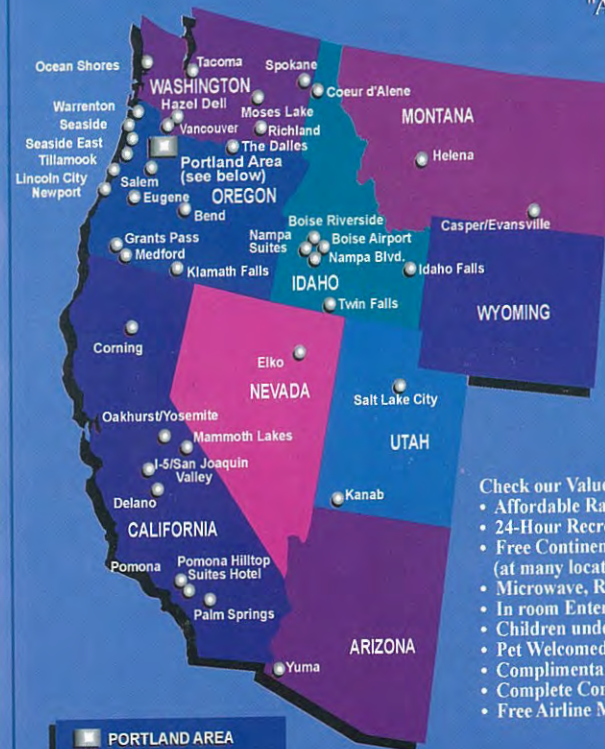 "A
Ocean Shores
Tacoma
Spokane
WASHINGTON
Coeur d'Alene
Warrenton
Hazel Dell
Moses Lake
MONTANA
Seaside
Vancouver
Richland
Seaside East
The Dalles
Helena
Tillamook
Portland Area
(see below)
Lincoln City
Newport
Salem
OREGON
Eugene
Bend
Boise Riverside
Casper/Evansville
Nampa
Suites
Boise Airport
Grants Pass
Nampa Blvd.
Medford
Klamath Falls
Idaho Falls
IDAHO
Twin Falls
WYOMING
Corning
Elko
NEVADA
Salt Lake City
Oakhurst/Yosemite
Mammoth Lakes
UTAH
I-5/San Joaquin
Valley
Delano
Kanab
CALIFORNIA
Pomona
Pomona Hilltop
Suites Hotel
Palm Springs
ARIZONA
Yuma
Check our Value
• Affordable Ra
• 24-Hour Recre
• Free Continen
(at many locat
• Microwave, R
• In room Enter
• Children unde
• Pet Welcomed
• Complimenta
• Complete Con
• Free Airline M
PORTLAND AREA